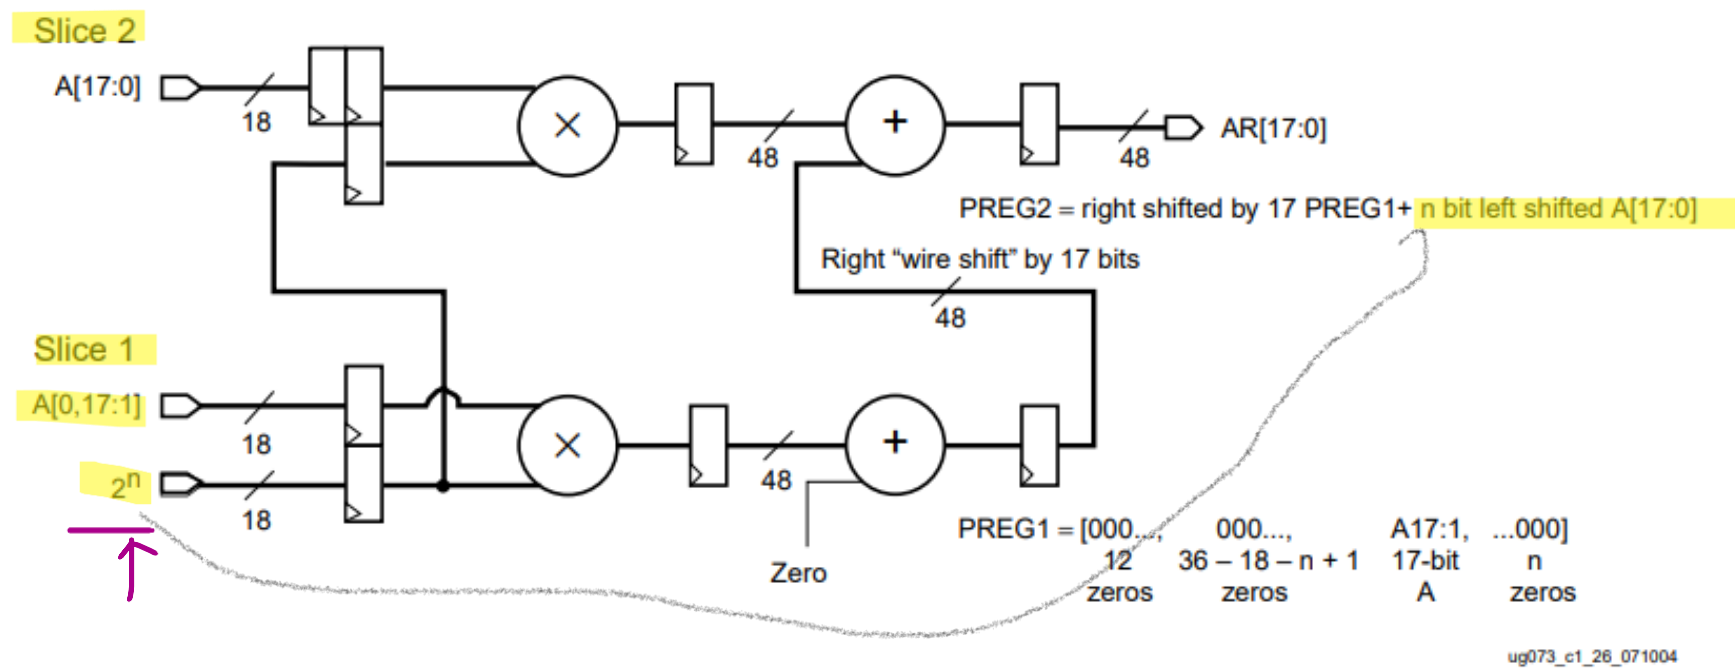 Slice 2
A[17:0]
18
×
48
+
48
AR[17:0]
PREG2 = right shifted by 17 PREG1+ n bit left shifted A[17:0]
Right “wire shift” by 17 bits
48
Slice 1
A[0,17:1]
18
2ⁿ
18
×
48
+
Zero
PREG1 = [000..., 000..., A17:1, ...000]
12 36 – 18 – n + 1 17-bit n
zeros zeros A zeros
ug073_c1_26_071004